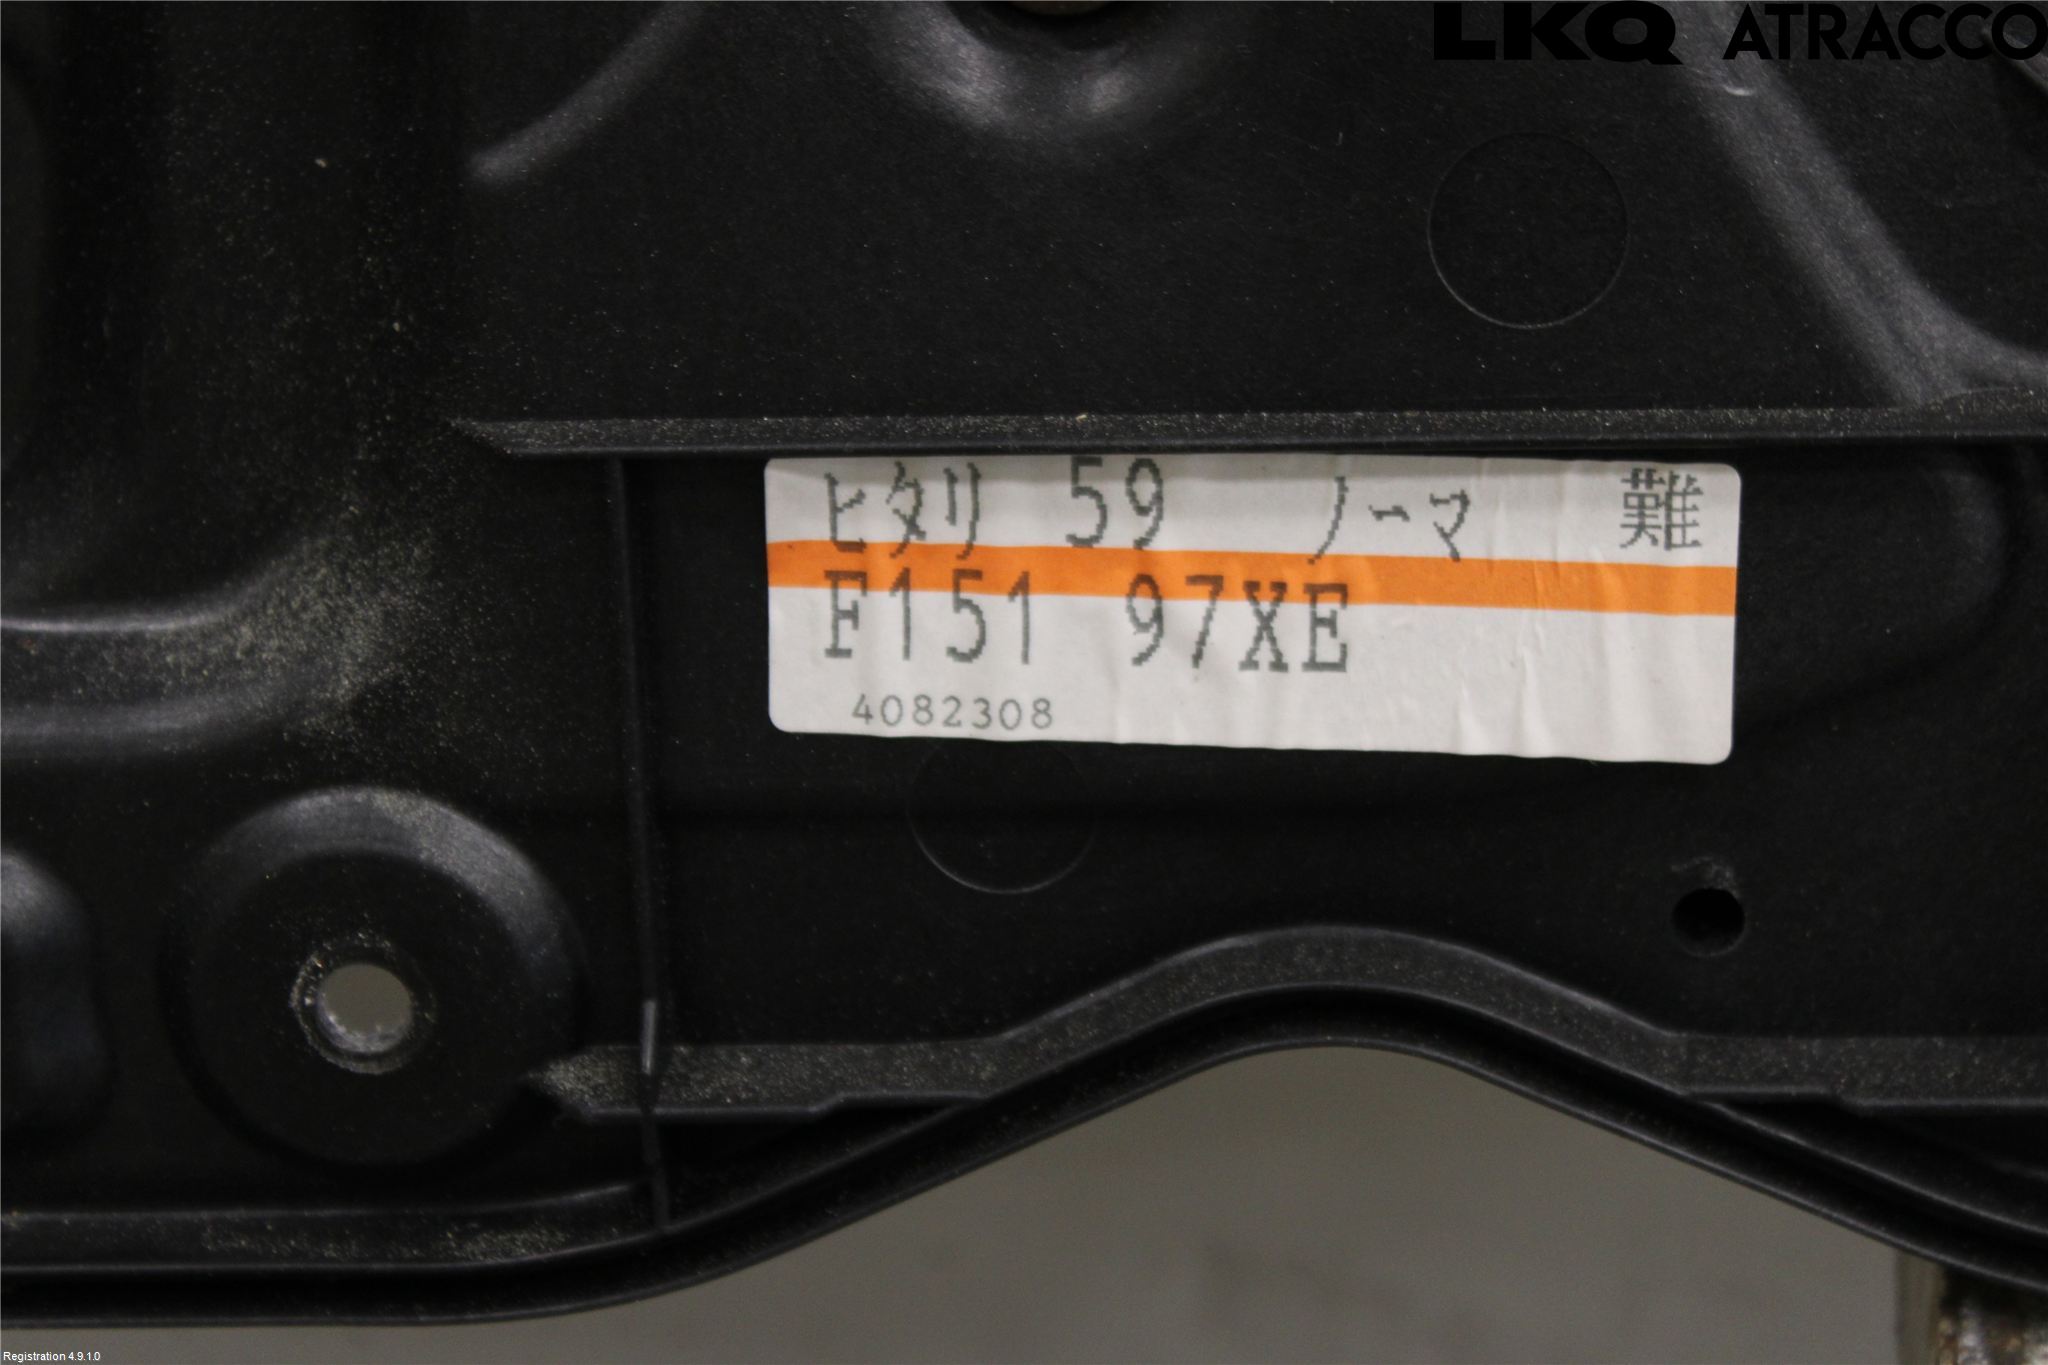 LKQ ATRACCO
ヒタリ 59 ノーマ 難
F151 97XE
4082308
Registration 4.9.1.0